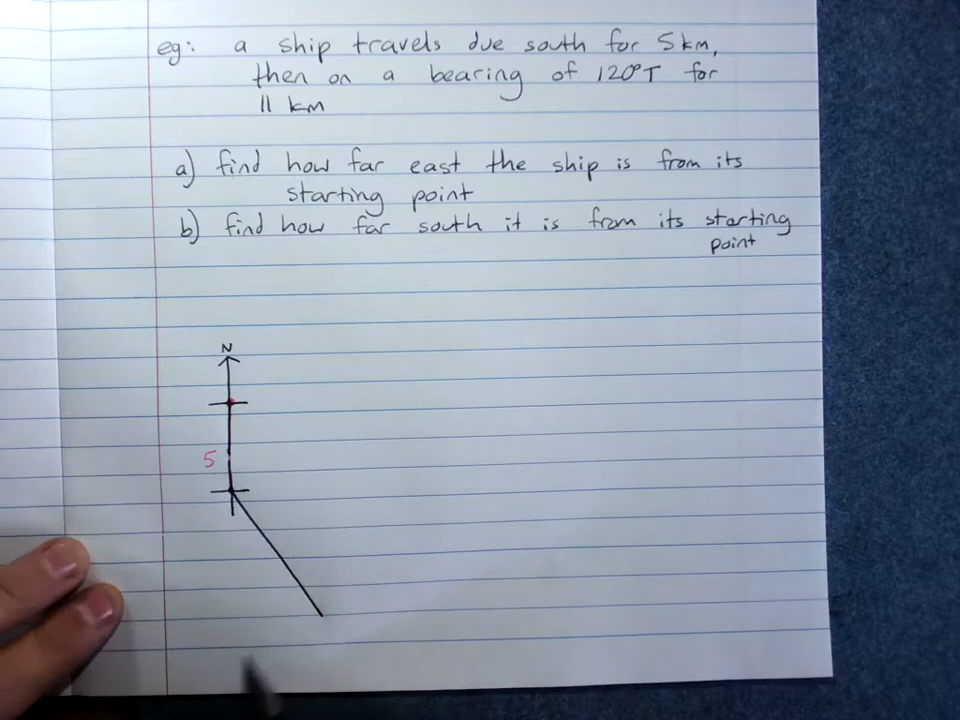 eg: a ship travels due south for 5km,
then on a bearing of 120°T for
11 km
a) find how far east the ship is from its
starting point
b) find how far south it is from its starting
point
N
5